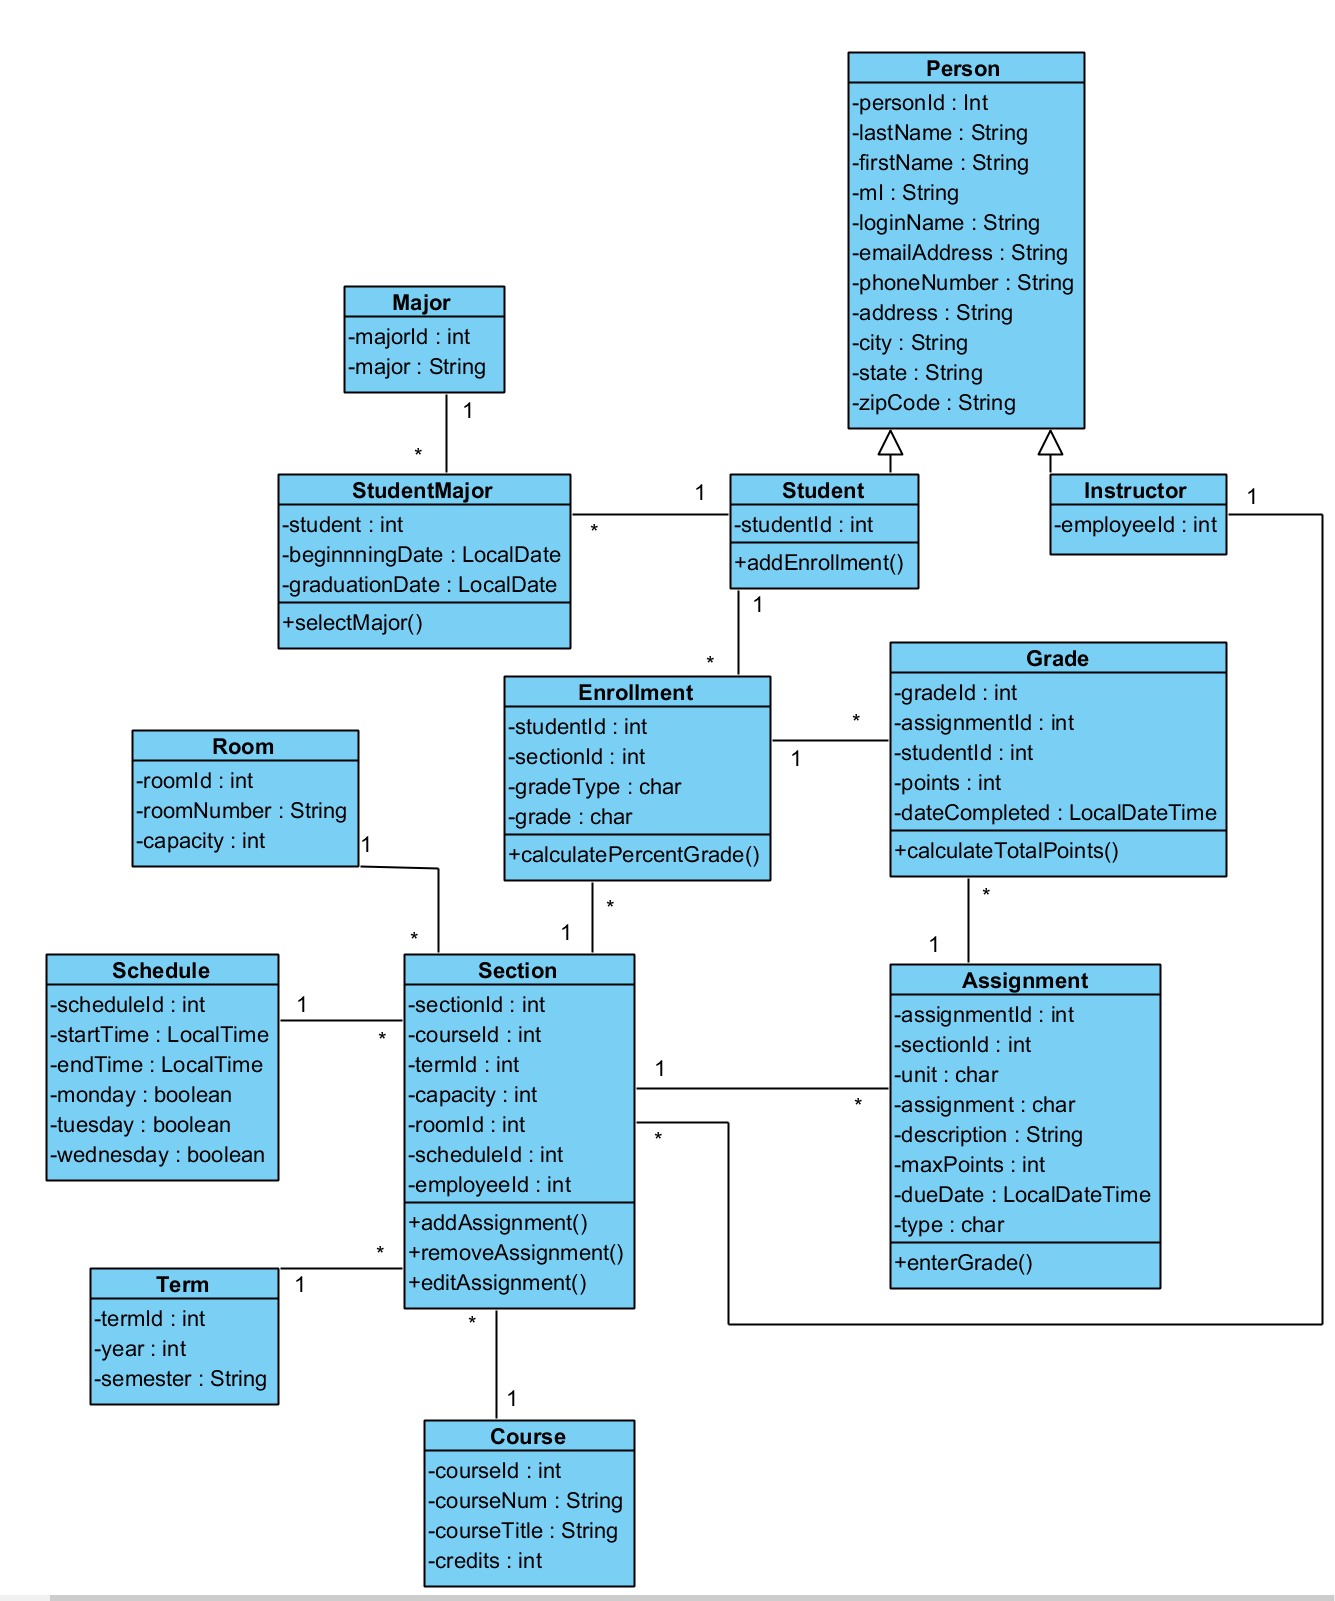 Person
-personId : Int
-lastName : String
-firstName : String
-mI : String
-loginName : String
-emailAddress : String
-phoneNumber : String
-address : String
-city : String
-state : String
-zipCode : String
Major
-majorId : int
-major : String
1
*
StudentMajor
-student : int
-beginnningDate : LocalDate
-graduationDate : LocalDate
+selectMajor()
*
1
Student
-studentId : int
+addEnrollment()
1
*
Instructor
-employeeId : int
1
Enrollment
-studentId : int
-sectionId : int
-gradeType : char
-grade : char
+calculatePercentGrade()
1
*
Grade
-gradeId : int
-assignmentId : int
-studentId : int
-points : int
-dateCompleted : LocalDateTime
+calculateTotalPoints()
*
1
Room
-roomId : int
-roomNumber : String
-capacity : int
1
*
*
1
Schedule
-scheduleId : int
-startTime : LocalTime
-endTime : LocalTime
-monday : boolean
-tuesday : boolean
-wednesday : boolean
1
*
Section
-sectionId : int
-courseId : int
-termId : int
-capacity : int
-roomId : int
-scheduleId : int
-employeeId : int
+addAssignment()
+removeAssignment()
+editAssignment()
1
*
*
Assignment
-assignmentId : int
-sectionId : int
-unit : char
-assignment : char
-description : String
-maxPoints : int
-dueDate : LocalDateTime
-type : char
+enterGrade()
*
1
Term
-termId : int
-year : int
-semester : String
*
1
Course
-courseId : int
-courseNum : String
-courseTitle : String
-credits : int